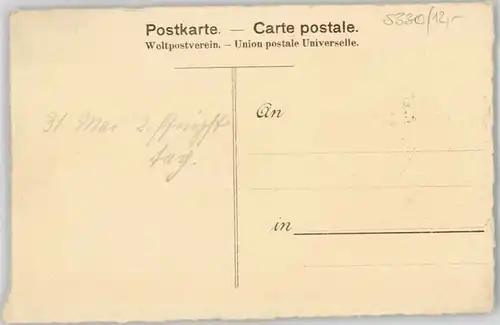 5330/12,-
Postkarte. — Carte postale.
Weltpostverein. – Union postale Universelle.
An
31 Mai 2. Pfingst
tag.
in